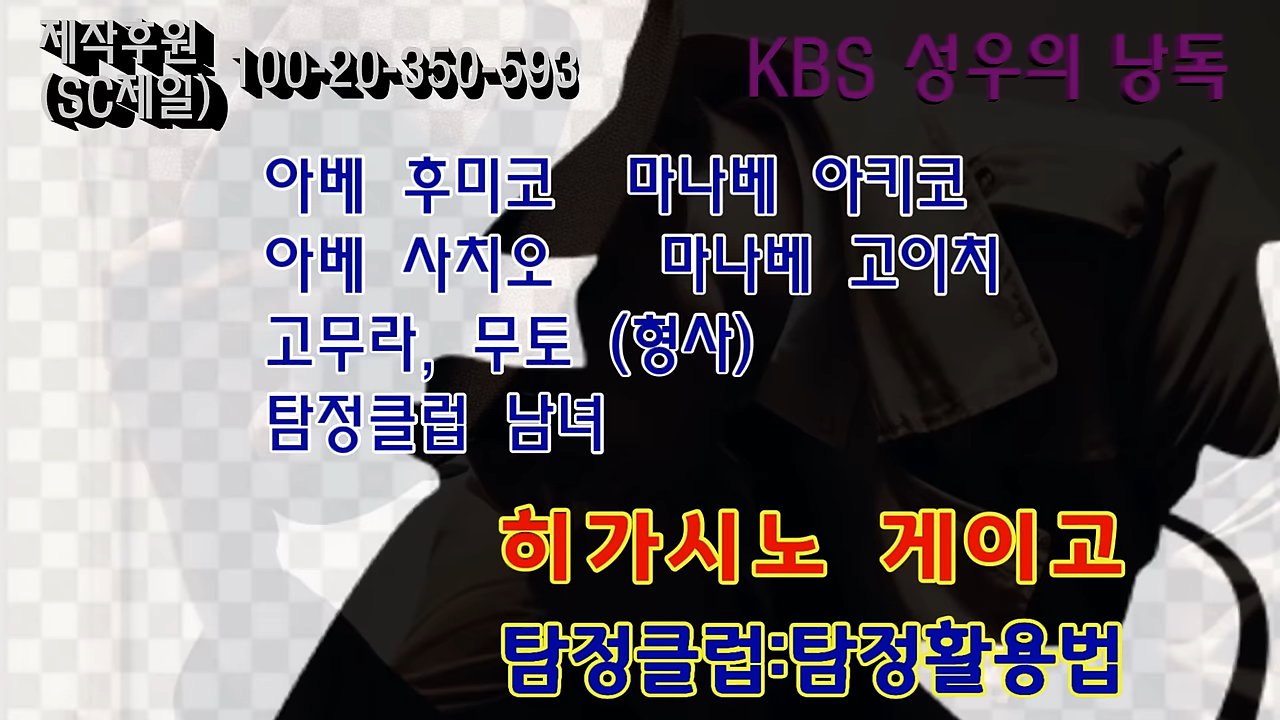 제작후원
(SC제일)
100-20-350-593
KBS 성우의 낭독
아베 후미코 마나베 아키코
아베 사치오 마나베 고이치
고무라, 무토 (형사)
탐정클럽 남녀
히가시노 게이고
탐정클럽:탐정활용법